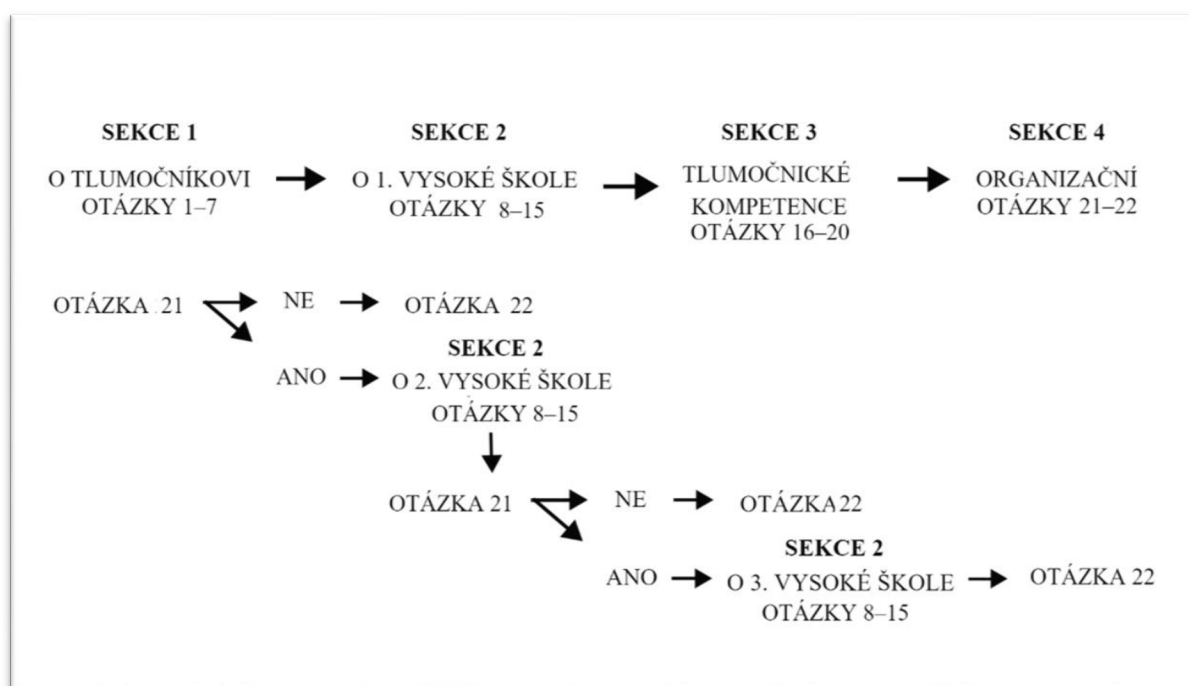 SEKCE 1 SEKCE 2 SEKCE 3 SEKCE 4
O TLUMOČNÍKOVI O 1. VYSOKÉ ŠKOLE TLUMOČNICKÉ ORGANIZAČNÍ
OTÁZKY 1–7 OTÁZKY 8–15 KOMPETENCE OTÁZKY 21–22
OTÁZKY 16–20
OTÁZKA 21 NE OTÁZKA 22
SEKCE 2
ANO O 2. VYSOKÉ ŠKOLE
OTÁZKY 8–15
OTÁZKA 21 NE OTÁZKA 22
SEKCE 2
ANO O 3. VYSOKÉ ŠKOLE OTÁZKA 22
OTÁZKY 8–15